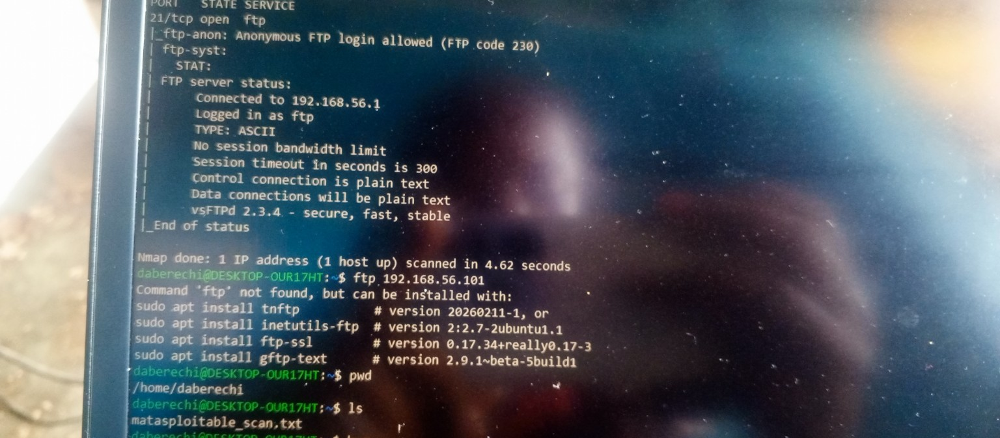 PORT   STATE SERVICE
21/tcp open  ftp
|_ftp-anon: Anonymous FTP login allowed (FTP code 230)
| ftp-syst:
|   STAT:
| FTP server status:
|      Connected to 192.168.56.1
|      Logged in as ftp
|      TYPE: ASCII
|      No session bandwidth limit
|      Session timeout in seconds is 300
|      Control connection is plain text
|      Data connections will be plain text
|      vsFTPd 2.3.4 - secure, fast, stable
|_End of status
Nmap done: 1 IP address (1 host up) scanned in 4.62 seconds
daberechi@DESKTOP-OUR17HT:~$ ftp 192.168.56.101
Command 'ftp' not found, but can be installed with:
sudo apt install tnftp          # version 20260211-1, or
sudo apt install inetutils-ftp  # version 2:2.7-2ubuntu1.1
sudo apt install ftp-ssl        # version 0.17.34+really0.17-3
sudo apt install gftp-text      # version 2.9.1~beta-5build1
daberechi@DESKTOP-OUR17HT:~$ pwd
/home/daberechi
daberechi@DESKTOP-OUR17HT:~$ ls
matasploitable_scan.txt
daberechi@DESKTOP-OUR17HT:~$